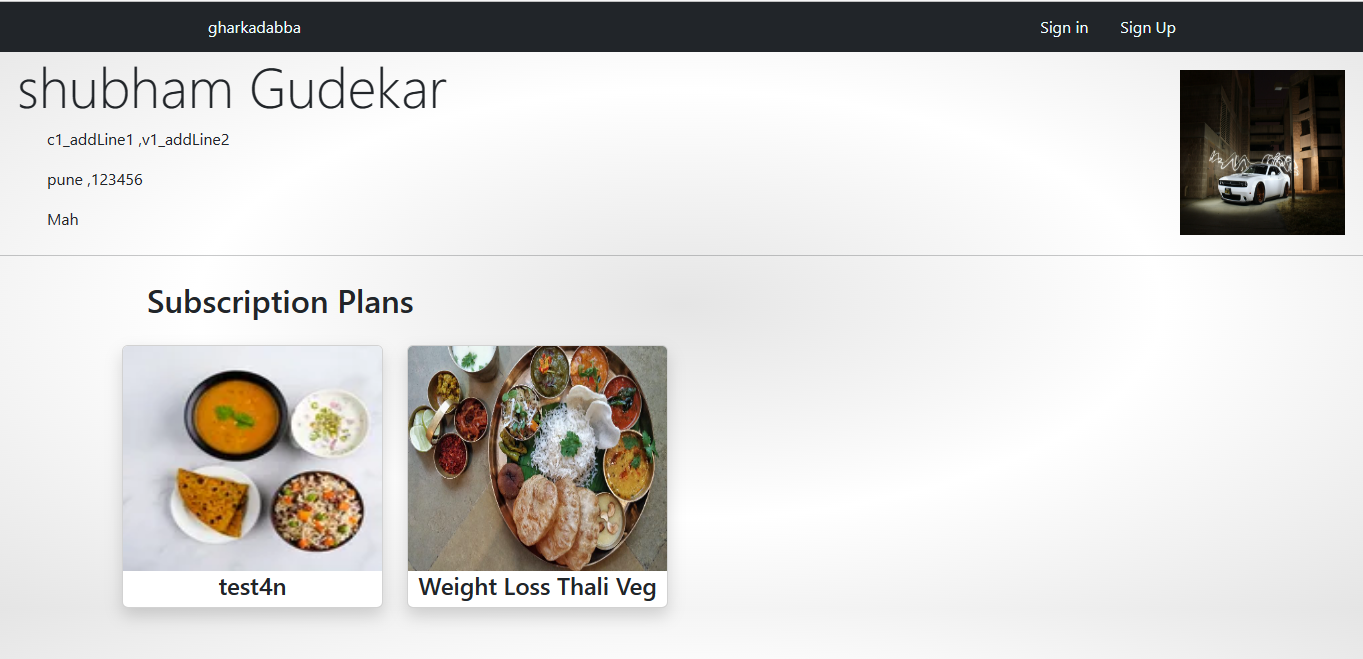 gharkadabba Sign in Sign Up
shubham Gudekar
c1_addLine1 ,v1_addLine2
pune ,123456
Mah
Subscription Plans
test4n Weight Loss Thali Veg